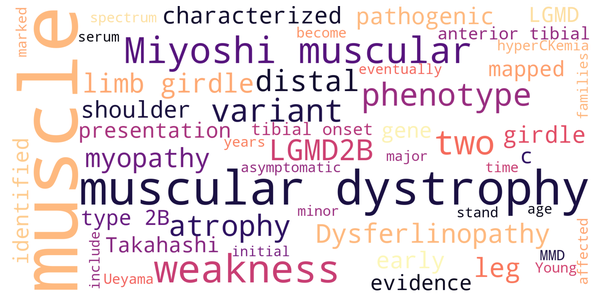 marked
spectrum
characterized
pathogenic
LGMD
muscle
serum
Miyoshi muscular
become
anterior tibial
hyperCKemia
eventually
limb girdle
distal
mapped
families
shoulder
variant
phenotype
presentation
tibial onset
gene
two
girdle
identified
myopathy
years
LGMD2B
major
time
c
asymptomatic
muscular dystrophy
type 2B
atrophy
minor
stand
age
include
Takahashi
initial
Dysferlinopathy
affected
Ueyama
weakness
early
leg
MMD
Young
evidence